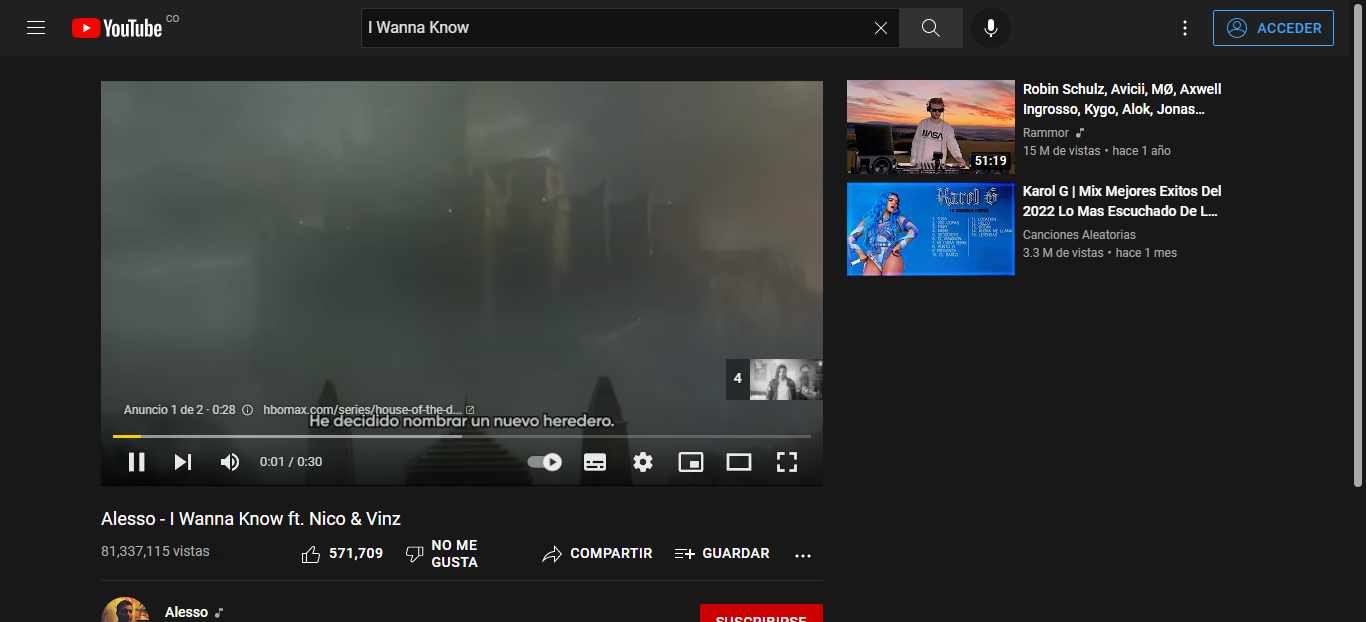 YouTube CO
I Wanna Know
ACCEDER
4
Anuncio 1 de 2 · 0:28
hbomax.com/series/house-of-the-d...
He decidido nombrar un nuevo heredero.
0:01 / 0:30
Alesso - I Wanna Know ft. Nico & Vinz
81,337,115 vistas
571,709
NO ME
GUSTA
COMPARTIR
GUARDAR
Alesso
SUSCRIBIRSE
NASA
51:19
Robin Schulz, Avicii, MØ, Axwell
Ingrosso, Kygo, Alok, Jonas...
Rammor
15 M de vistas • hace 1 año
Karol G
Karol G | Mix Mejores Exitos Del
2022 Lo Mas Escuchado De L...
Canciones Aleatorias
3.3 M de vistas • hace 1 mes